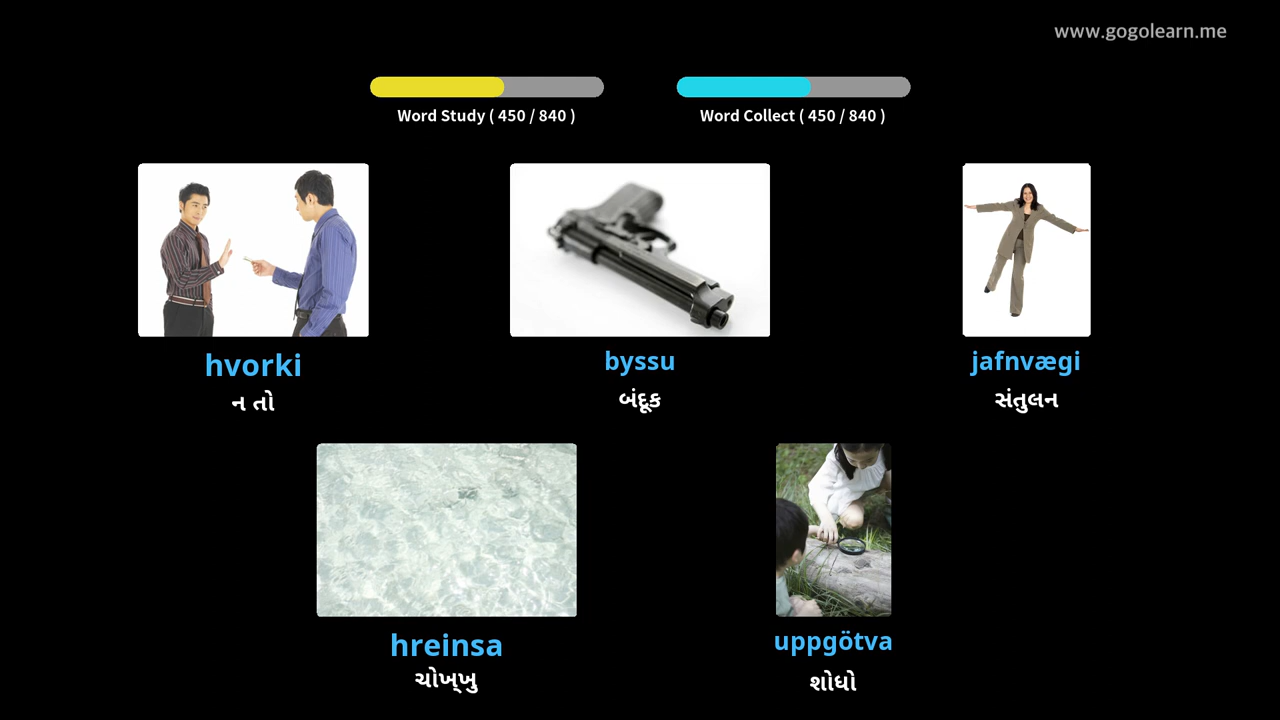 www.gogolearn.me
Word Study ( 450 / 840 )
Word Collect ( 450 / 840 )
hvorki
ન તો
byssu
બંદૂક
jafnvægi
સંતુલન
hreinsa
ચોખ્ખુ
uppgötva
શોધો